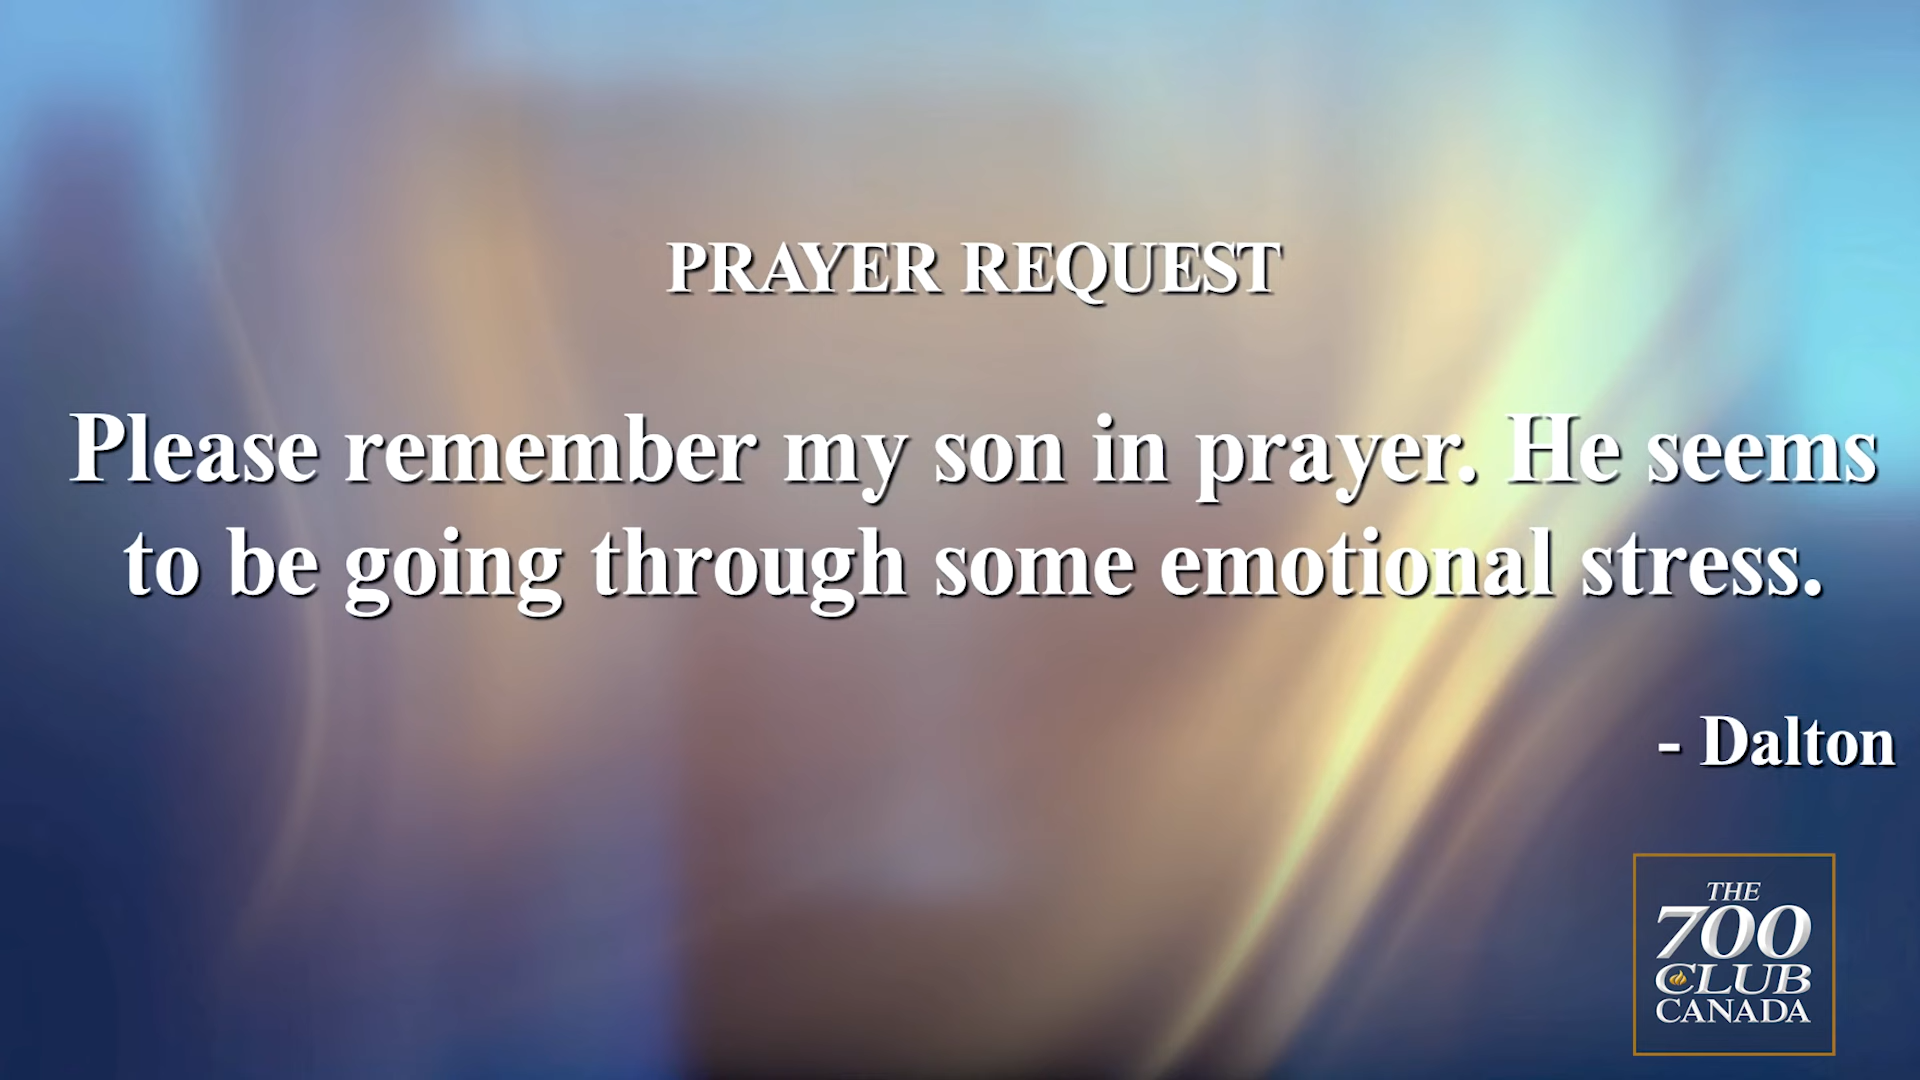 PRAYER REQUEST
Please remember my son in prayer. He seems
to be going through some emotional stress.
- Dalton
THE
700
CLUB
CANADA